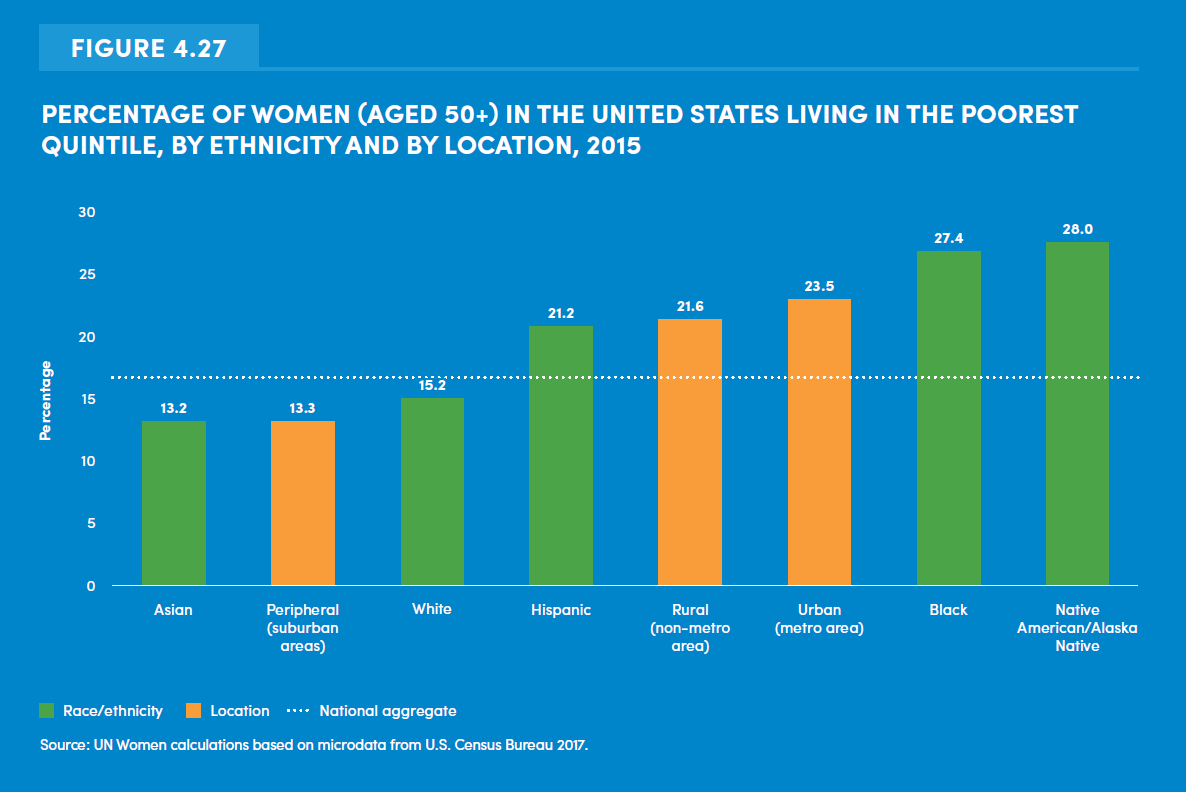 FIGURE 4.27
PERCENTAGE OF WOMEN (AGED 50+) IN THE UNITED STATES LIVING IN THE POOREST
QUINTILE, BY ETHNICITY AND BY LOCATION, 2015
Percentage
30
25
20
15
10
5
0
13.2
13.3
15.2
21.2
21.6
23.5
27.4
28.0
Asian
Peripheral
(suburban
areas)
White
Hispanic
Rural
(non-metro
area)
Urban
(metro area)
Black
Native
American/Alaska
Native
Race/ethnicity
Location
National aggregate
Source: UN Women calculations based on microdata from U.S. Census Bureau 2017.